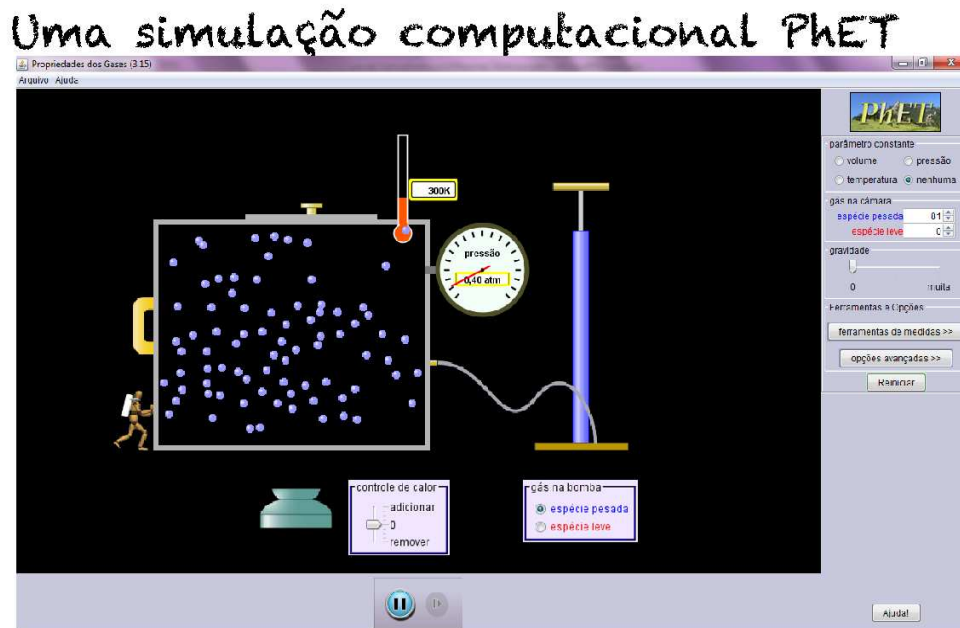 Uma simulação computacional PhET
Propriedades dos Gases (3.15)
Arquivo Ajuda
PhET
parâmetro constante
volume pressão
temperatura nenhuma
300K
gás na câmara
espécie pesada 81
espécie leve 0
pressão
0,40 atm
gravidade
0 muita
Ferramentas e Opções
ferramentas de medidas >>
opções avançadas >>
Reiniciar
controle de calor
adicionar
0
remover
gás na bomba
espécie pesada
espécie leve
Ajuda!